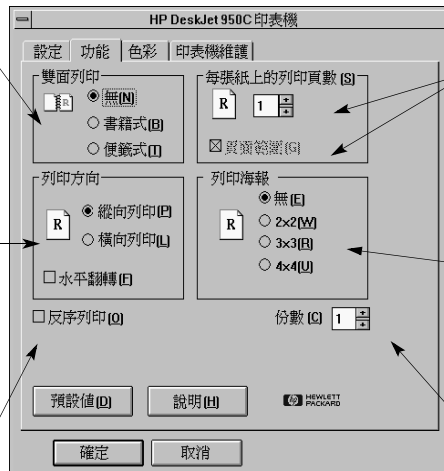 HP DeskJet 950C 印表機
設定 功能 色彩 印表機維護
雙面列印
無(N)
書籍式(B)
便籤式(T)
每張紙上的列印頁數 (S)
R 1
頁面範圍(G)
列印方向
R
縱向列印(P)
橫向列印(L)
水平翻轉(F)
列印海報
R
無(E)
2x2(W)
3x3(R)
4x4(U)
反序列印(O)
份數 (C) 1
預設值(D) 說明(H) hp HEWLETT PACKARD
確定 取消